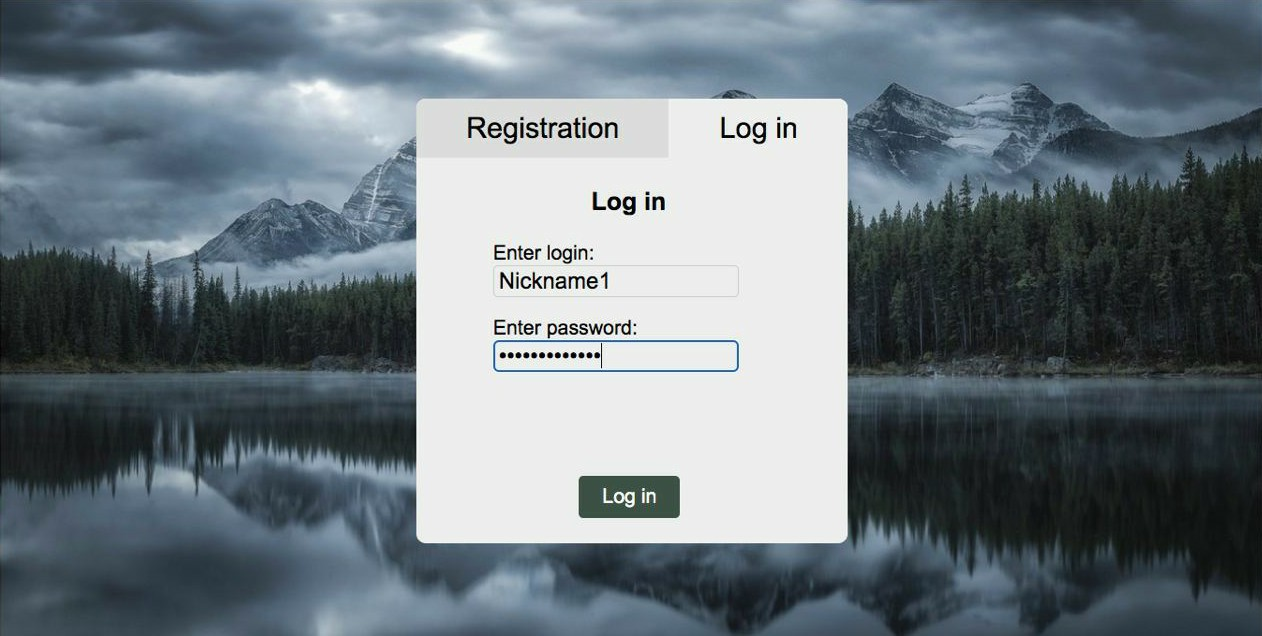 Registration
Log in
Log in
Enter login:
Nickname1
Enter password:
•••••••••••••
Log in